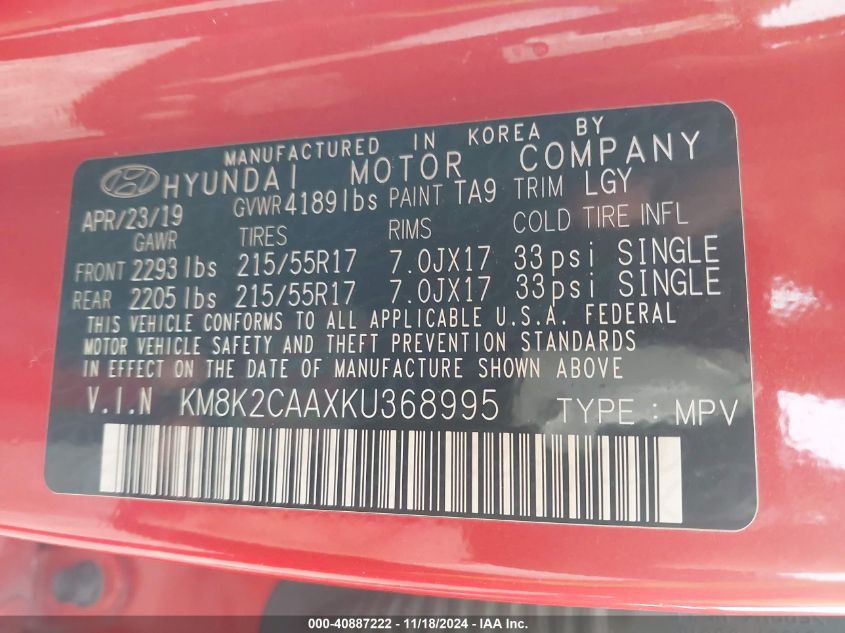 MANUFACTURED IN KOREA BY
HYUNDAI MOTOR COMPANY
APR/23/19 GVWR 4189 lbs PAINT TA9 TRIM LGY
GAWR TIRES RIMS COLD TIRE INFL
FRONT 2293 lbs 215/55R17 7.0JX17 33psi SINGLE
REAR 2205 lbs 215/55R17 7.0JX17 33psi SINGLE
THIS VEHICLE CONFORMS TO ALL APPLICABLE U.S.A. FEDERAL
MOTOR VEHICLE SAFETY AND THEFT PREVENTION STANDARDS
IN EFFECT ON THE DATE OF MANUFACTURE SHOWN ABOVE
V.I.N KM8K2CAAXKU368995 TYPE : MPV
000-40887222 - 11/18/2024 - IAA Inc.